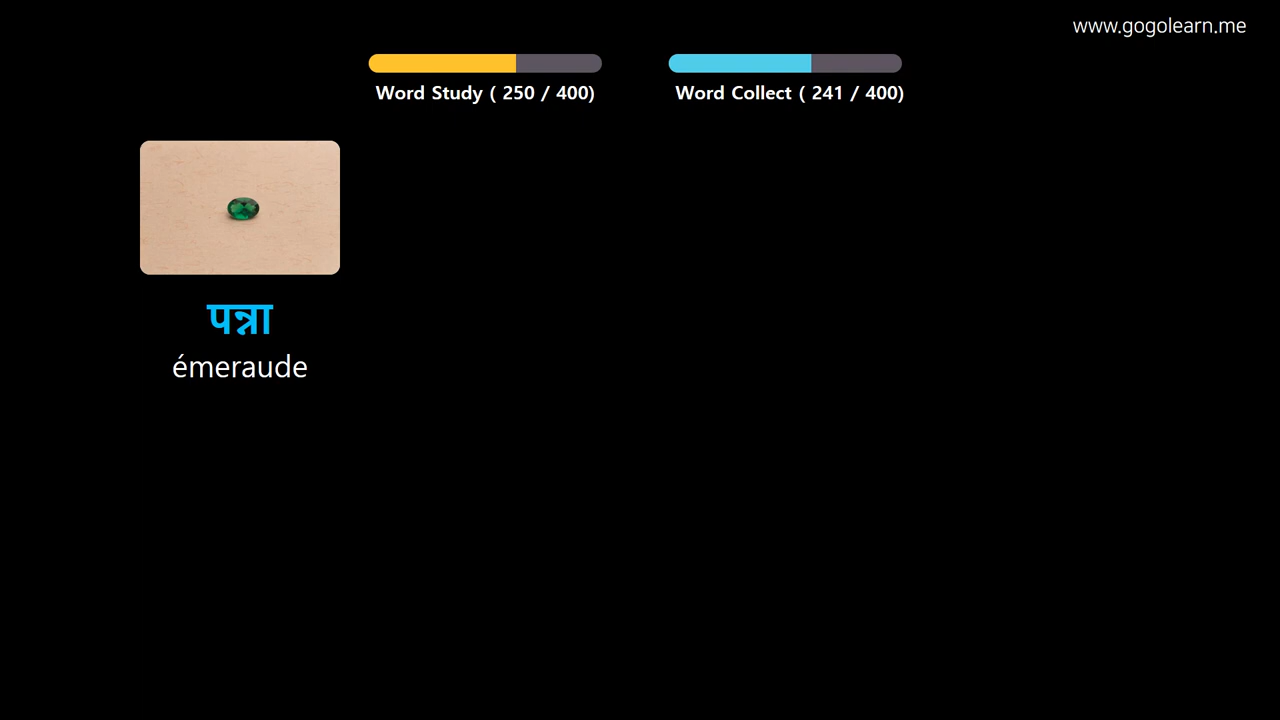 www.gogolearn.me
Word Study ( 250 / 400)
Word Collect ( 241 / 400)
पन्ना
émeraude